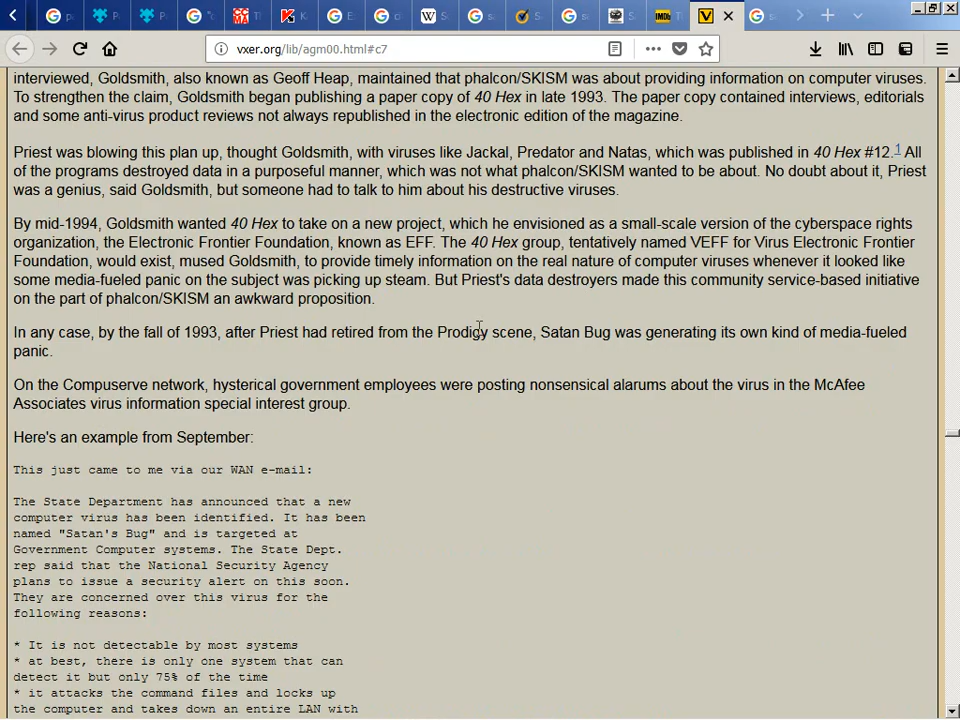 vxer.org/lib/agm00.html#c7
interviewed, Goldsmith, also known as Geoff Heap, maintained that phalcon/SKISM was about providing information on computer viruses.
To strengthen the claim, Goldsmith began publishing a paper copy of 40 Hex in late 1993. The paper copy contained interviews, editorials
and some anti-virus product reviews not always republished in the electronic edition of the magazine.
Priest was blowing this plan up, thought Goldsmith, with viruses like Jackal, Predator and Natas, which was published in 40 Hex #12.1 All
of the programs destroyed data in a purposeful manner, which was not what phalcon/SKISM wanted to be about. No doubt about it, Priest
was a genius, said Goldsmith, but someone had to talk to him about his destructive viruses.
By mid-1994, Goldsmith wanted 40 Hex to take on a new project, which he envisioned as a small-scale version of the cyberspace rights
organization, the Electronic Frontier Foundation, known as EFF. The 40 Hex group, tentatively named VEFF for Virus Electronic Frontier
Foundation, would exist, mused Goldsmith, to provide timely information on the real nature of computer viruses whenever it looked like
some media-fueled panic on the subject was picking up steam. But Priest's data destroyers made this community service-based initiative
on the part of phalcon/SKISM an awkward proposition.
In any case, by the fall of 1993, after Priest had retired from the Prodigy scene, Satan Bug was generating its own kind of media-fueled
panic.
On the Compuserve network, hysterical government employees were posting nonsensical alarums about the virus in the McAfee
Associates virus information special interest group.
Here's an example from September:
This just came to me via our WAN e-mail:
The State Department has announced that a new
computer virus has been identified. It has been
named "Satan's Bug" and is targeted at
Government Computer systems. The State Dept.
rep said that the National Security Agency
plans to issue a security alert on this soon.
They are concerned over this virus for the
following reasons:
* It is not detectable by most systems
* at best, there is only one system that can
detect it but only 75% of the time
* it attacks the command files and locks up
the computer and takes down an entire LAN with